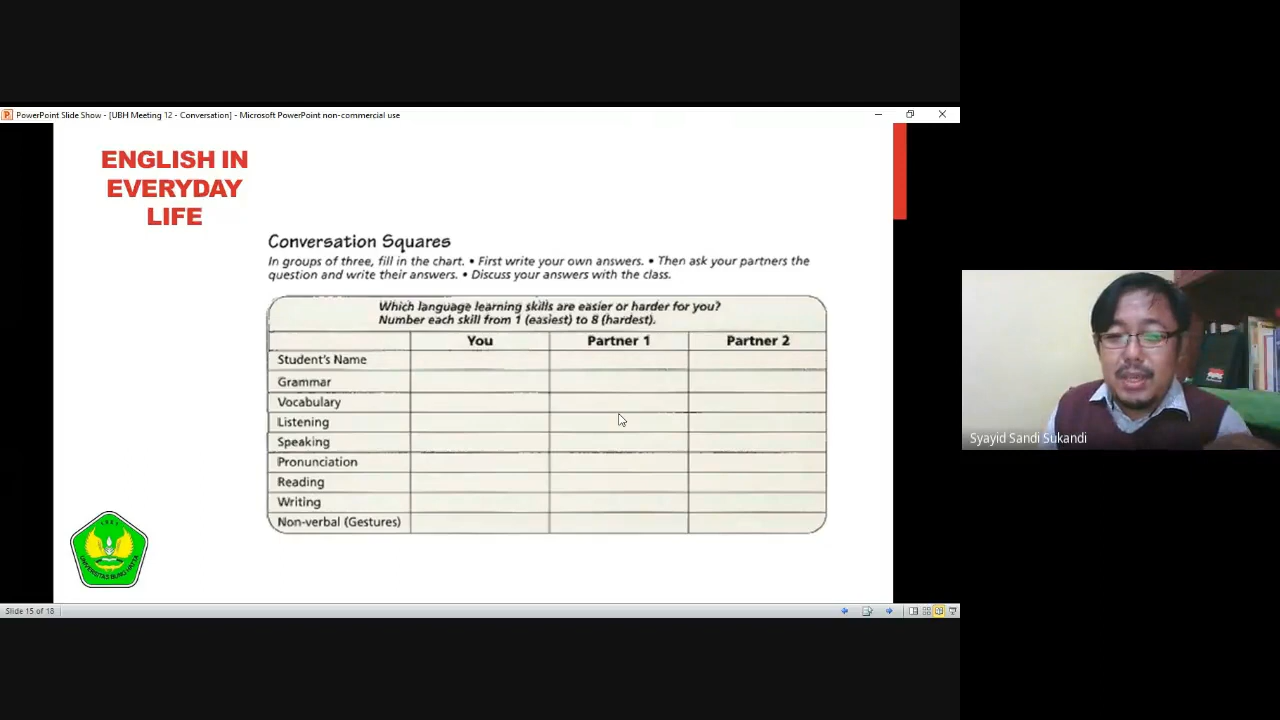 PowerPoint Slide Show - [UBH Meeting 12 - Conversation] - Microsoft PowerPoint non-commercial use
ENGLISH IN
EVERYDAY
LIFE
Conversation Squares
In groups of three, fill in the chart. • First write your own answers. • Then ask your partners the
question and write their answers. • Discuss your answers with the class.
Which language learning skills are easier or harder for you?
Number each skill from 1 (easiest) to 8 (hardest).
You Partner 1 Partner 2
Student's Name
Grammar
Vocabulary
Listening
Speaking
Pronunciation
Reading
Writing
Non-verbal (Gestures)
UNIVERSITAS BUNG HATTA
Slide 15 of 18
Syayid Sandi Sukandi